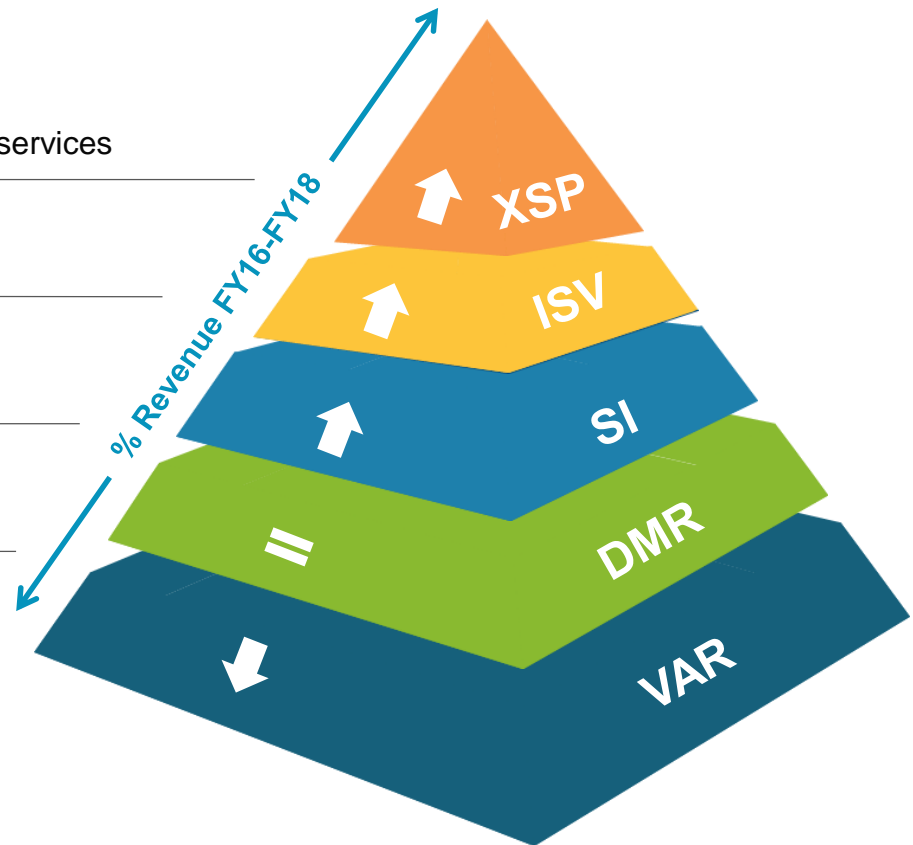 services
% Revenue FY16-FY18
XSP
ISV
SI
=
DMR
VAR